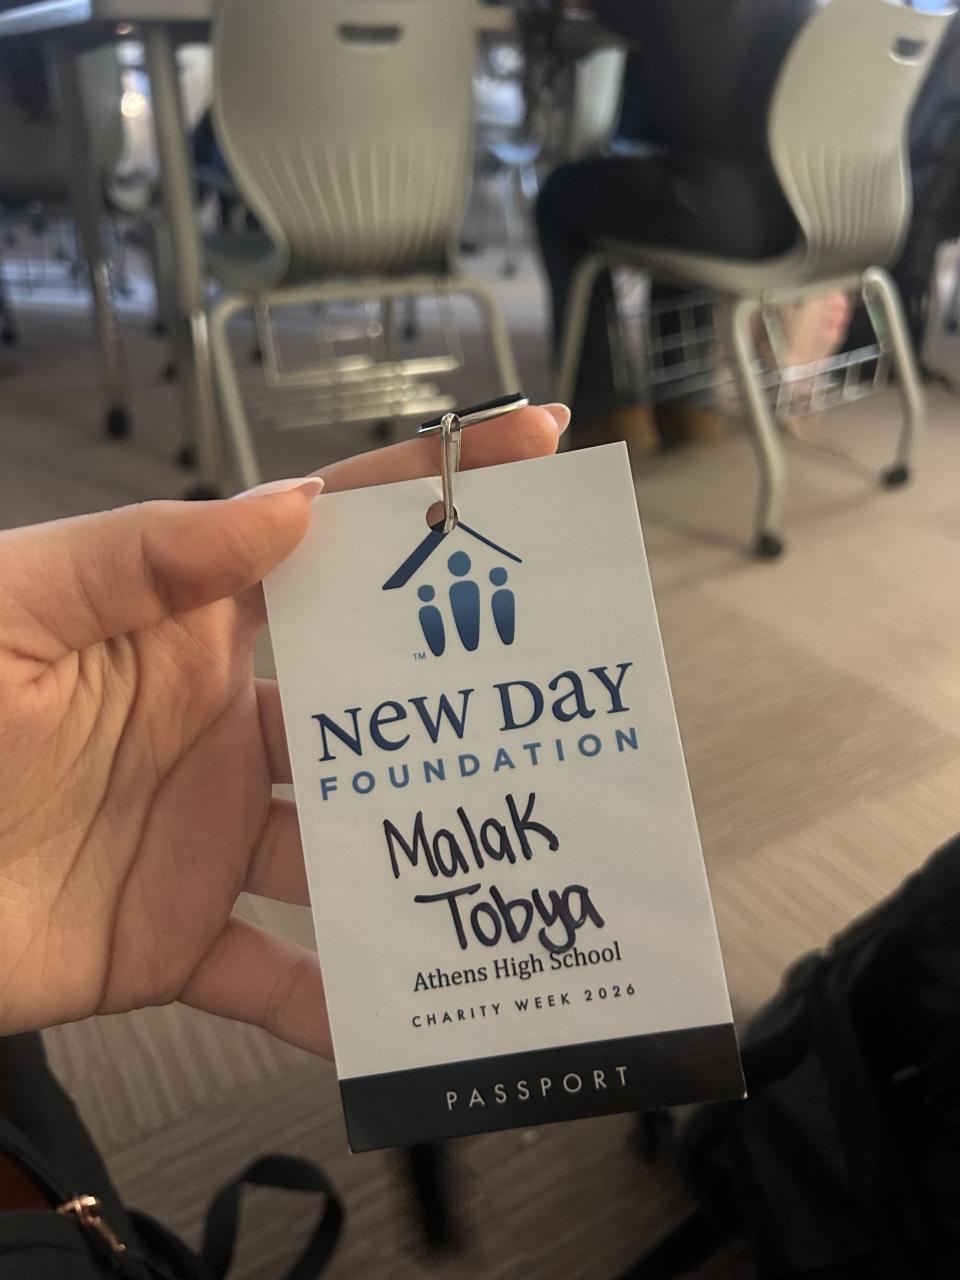 TM
New Day
FOUNDATION
Malak
Tobya
Athens High School
CHARITY WEEK 2026
PASSPORT